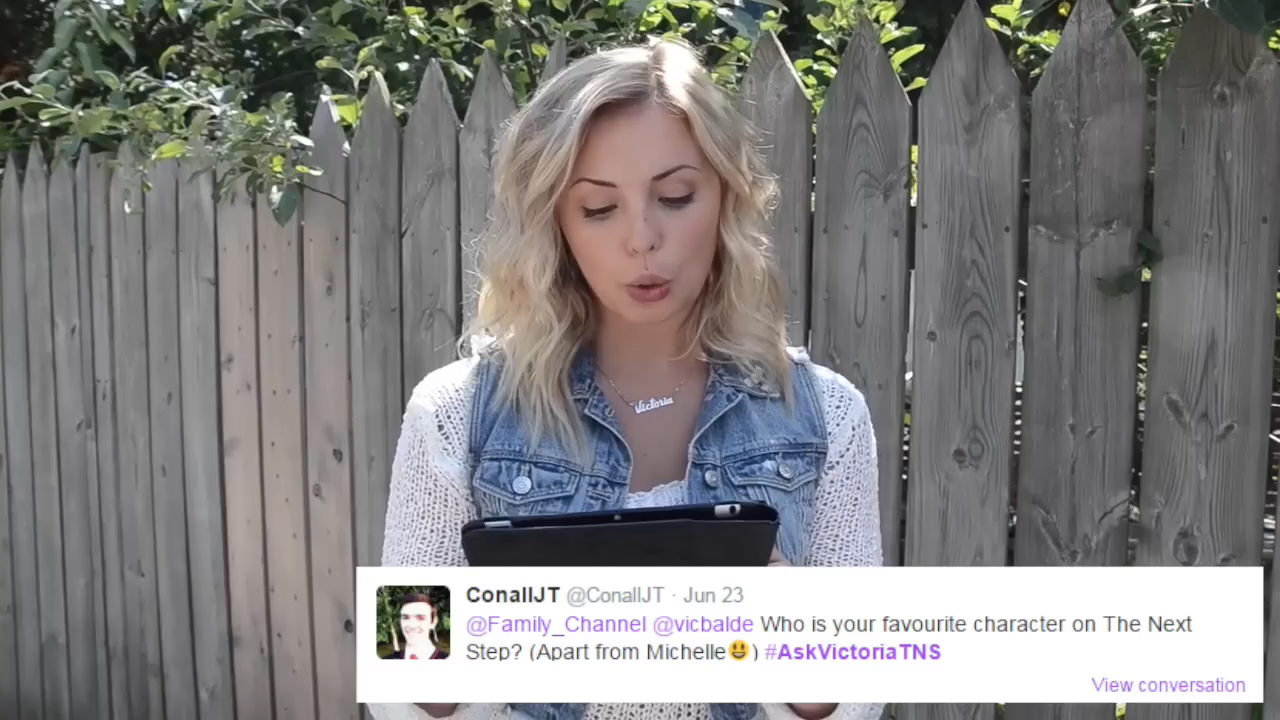 Victoria
ConallJT @ConallJT · Jun 23
@Family_Channel @vicbalde Who is your favourite character on The Next
Step? (Apart from Michelle😃) #AskVictoriaTNS
View conversation